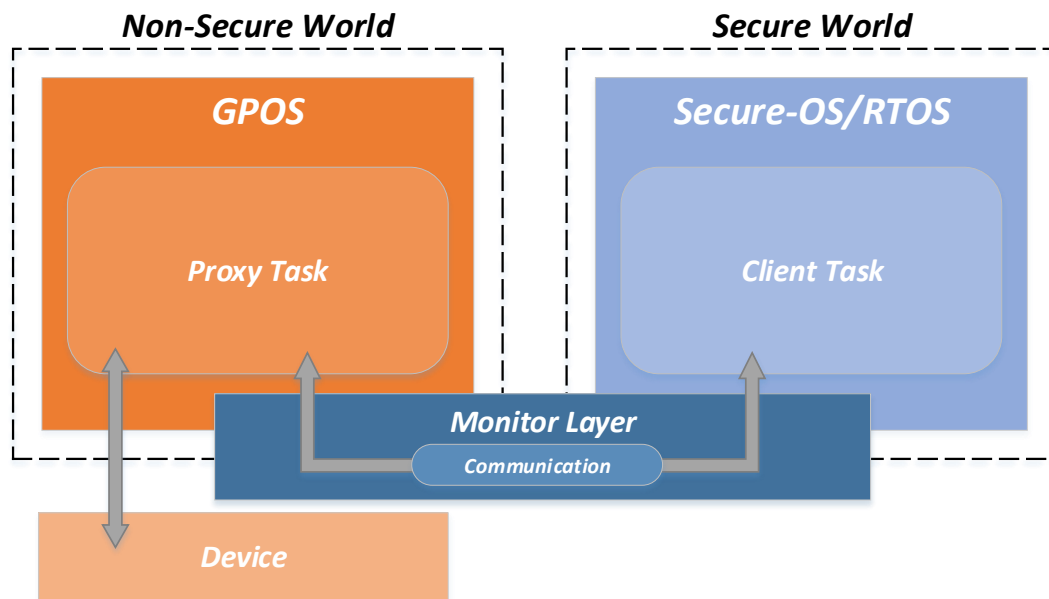 Non-Secure World
Secure World
GPOS
Secure-OS/RTOS
Proxy Task
Client Task
Monitor Layer
Communication
Device